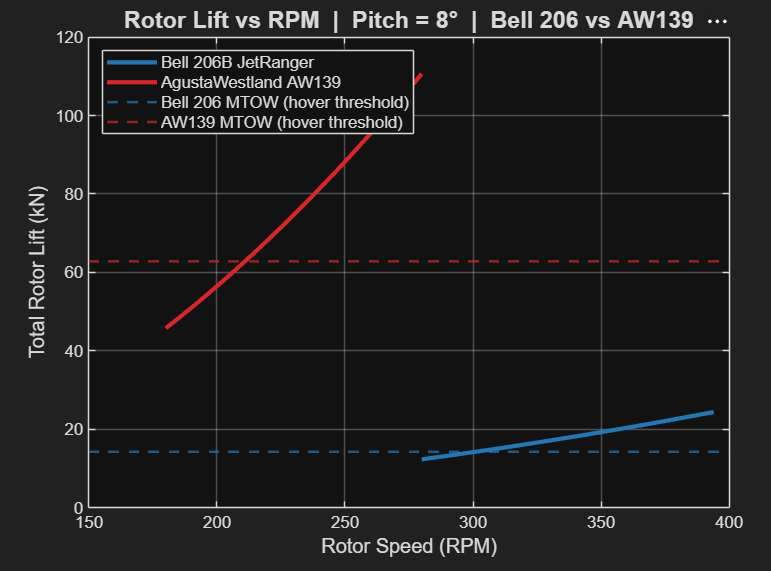 Rotor Lift vs RPM | Pitch = 8° | Bell 206 vs AW139 ...
120
100
80
60
40
20
0
Total Rotor Lift (kN)
Bell 206B JetRanger
AgustaWestland AW139
Bell 206 MTOW (hover threshold)
AW139 MTOW (hover threshold)
150 200 250 300 350 400
Rotor Speed (RPM)